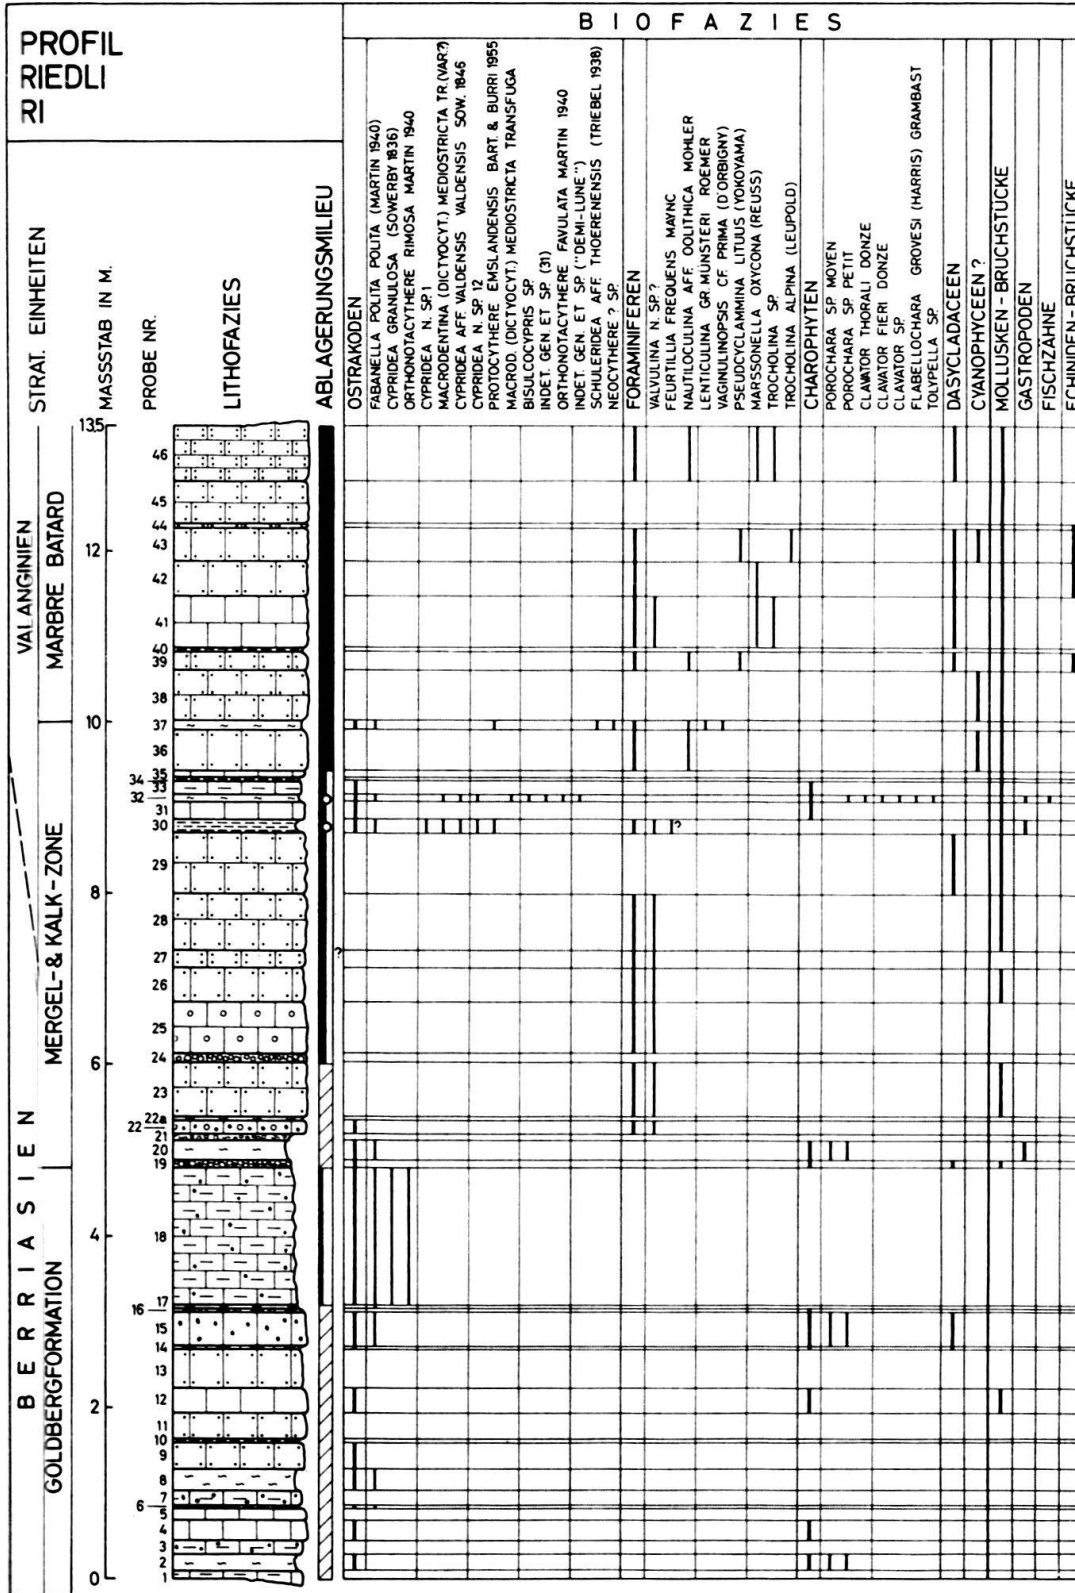 PROFIL
RIEDLI
RI
B I O F A Z I E S
STRAT. EINHEITEN
MASSTAB IN M.
PROBE NR.
LITHOFAZIES
ABLAGERUNGSMILIEU
OSTRAKODEN
FABANELLA POLITA POLITA (MARTIN 1940)
CYPRIDEA GRANULOSA (SOWERBY 1836)
ORTHONOTACYTHERE RIMOSA MARTIN 1940
CYPRIDEA N. SP. 1
MACRODENTINA (DICTYOCYT.) MEDIOSTRICTA TR.(VAR.?)
CYPRIDEA AFF. VALDENSIS VALDENSIS SOW. 1846
CYPRIDEA N. SP. 12
PROTOCYTHERE EMSLANDENSIS BART. & BURRI 1955
MACROD. (DICTYOCYT.) MEDIOSTRICTA TRANSFUGA
BISULCOCYPRIS SP.
INDET. GEN. ET SP. (31)
ORTHONOTACYTHERE FAVULATA MARTIN 1940
INDET. GEN. ET SP. ("DEMI-LUNE")
SCHULERIDEA AFF. THOERENENSIS (TRIEBEL 1938)
NEOCYTHERE ? SP.
FORAMINIFEREN
VALVULINA N. SP. ?
FEURTILLIA FREQUENS MAYNC
NAUTILOCULINA AFF. OOLITHICA MOHLER
LENTICULINA GR. MÜNSTERI ROEMER
VAGINULINOPSIS CF. PRIMA (D'ORBIGNY)
PSEUDOCYCLAMMINA LITUUS (YOKOYAMA)
MARSSONELLA OXYCONA (REUSS)
TROCHOLINA SP.
TROCHOLINA ALPINA (LEUPOLD)
CHAROPHYTEN
POROCHARA SP. MOYEN
POROCHARA SP. PETIT
CLAVATOR THORALI DONZE
CLAVATOR FIERI DONZE
CLAVATOR SP.
FLABELLOCHARA GROVESI (HARRIS) GRAMBAST
TOLYPELLA SP.
DASYCLADACEEN
CYANOPHYCEEN ?
MOLLUSKEN - BRUCHSTÜCKE
GASTROPODEN
FISCHZÄHNE
ECHINIDEN - BRUCHSTÜCKE
VALANGINIEN
MARBRE BATARD
MERGEL- & KALK - ZONE
B E R R I A S I E N
GOLDBERGFORMATION
135
46
45
44
12
43
42
41
40
39
38
10
37
36
35
34
33
32
31
30
?
29
8
28
27
?
26
25
24
6
23
22a
22
21
20
19
4
18
17
16
15
14
13
2
12
11
10
9
8
7
6
5
4
3
2
0
1